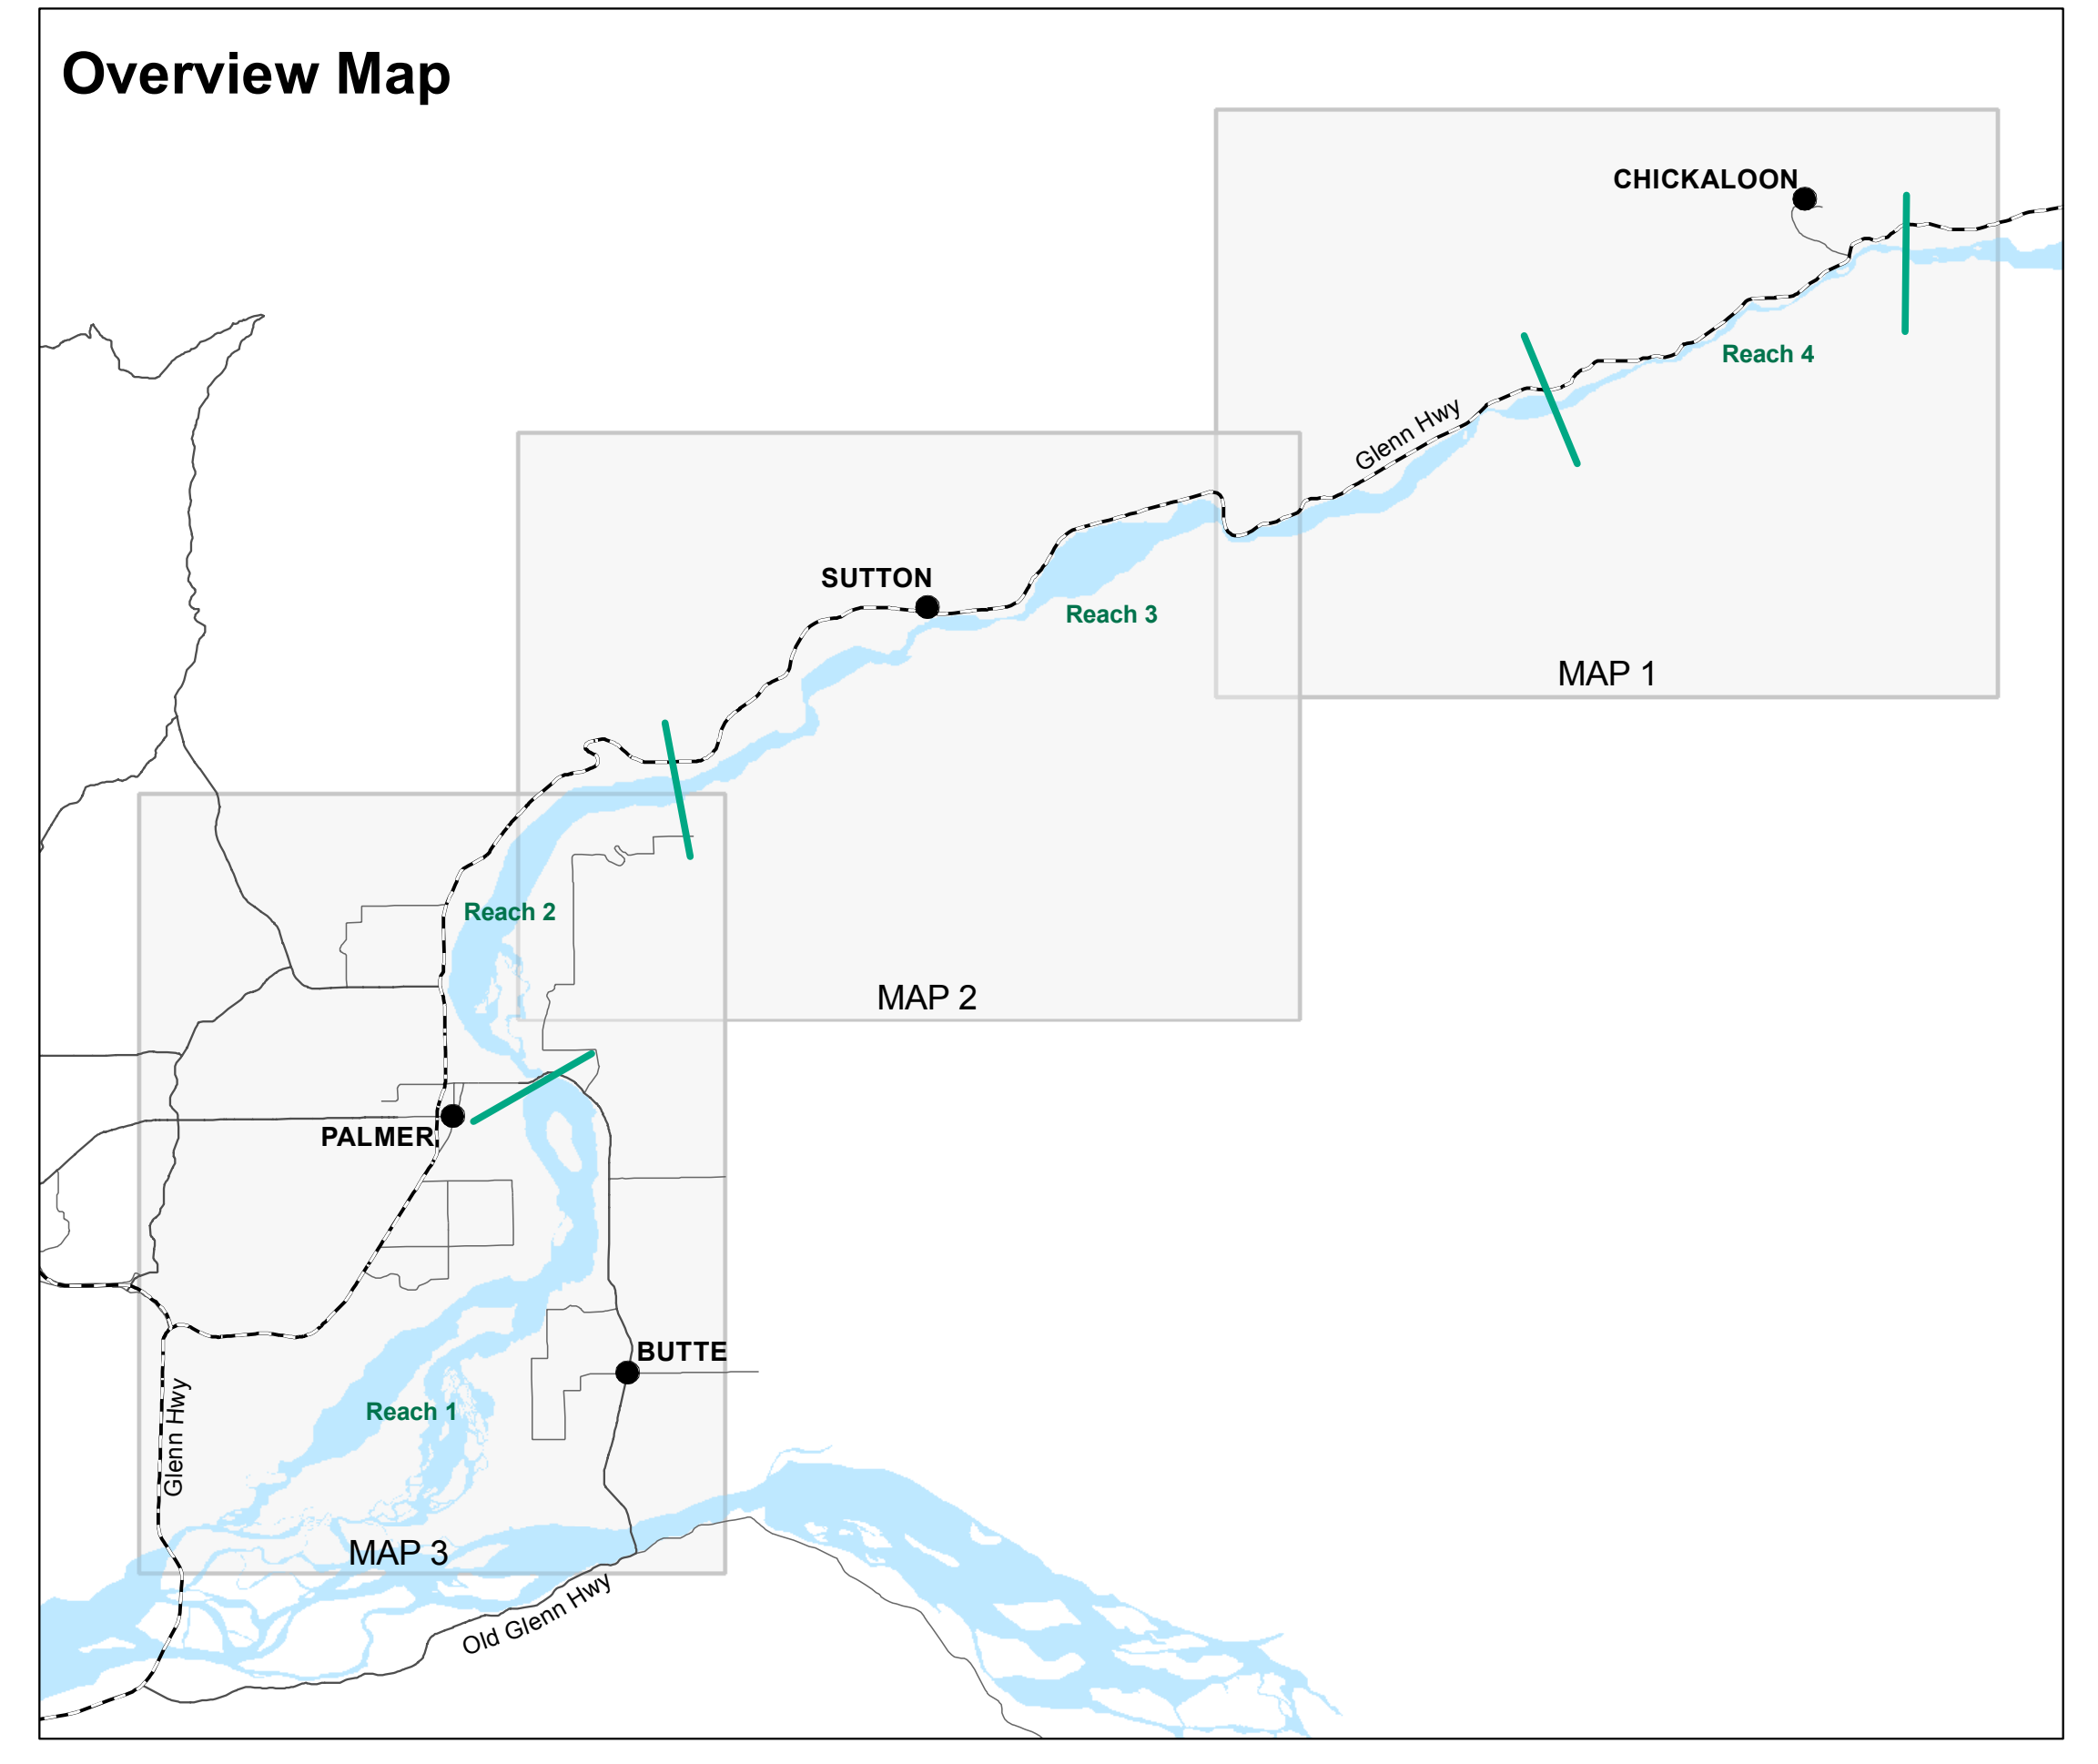 Overview Map
CHICKALOON
Reach 4
Glenn Hwy
SUTTON
Reach 3
MAP 1
Reach 2
MAP 2
PALMER
BUTTE
Reach 1
Glenn Hwy
MAP 3
Old Glenn Hwy